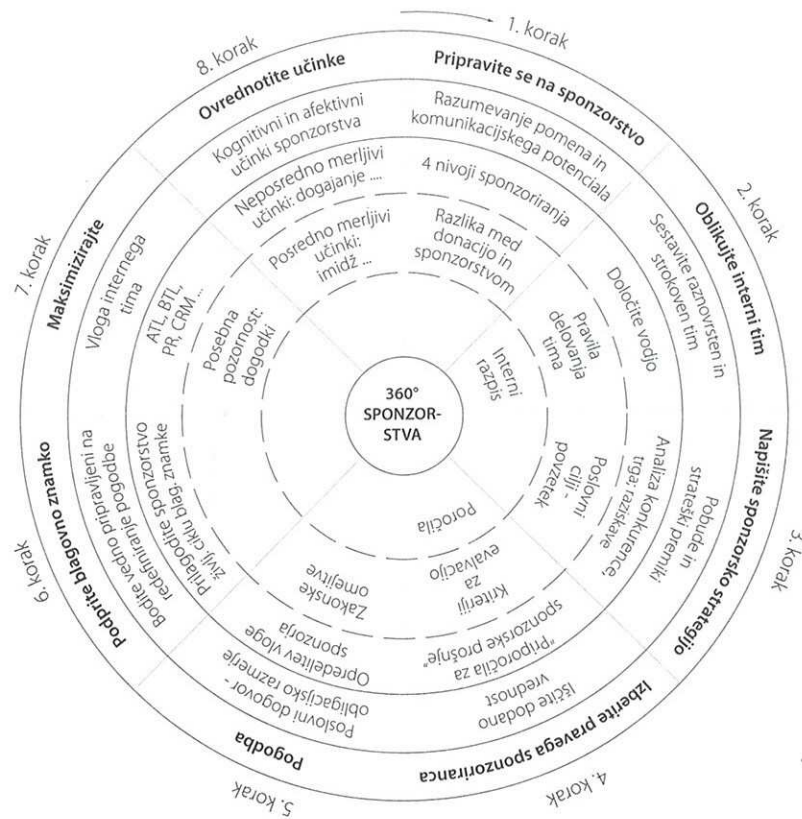 1. korak
Pripravite se na sponzorstvo
Razumevanje pomena in
komunikacijskega potenciala
4 nivoji sponzoriranja
Razlika med
donacijo in
sponzorstvom
2. korak
Oblikujte interni tim
Sestavite raznovrsten in
strokoven tim
Določite vodjo
Pravila
delovanja
tima
Interni
razpis
3. korak
Napišite sponzorsko strategijo
Pobude in
strateški premiki
Analiza konkurence,
trga; raziskave
Poslovni
cilji -
povzetek
4. korak
Izberite pravega sponzoriranca
Iščite dodano
vrednost
"Priporočila za
sponzorske prošnje"
Kriteriji
za
evalvacijo
Poročila
5. korak
Pogodba
Poslovni dogovor -
obligacijsko razmerje
Opredelitev vloge
sponzorja
Zakonske
omejitve
6. korak
Podprite blagovno znamko
Bodite vedno pripravljeni na
redefiniranje pogodbe
Prilagodite sponzorstvo
življ. ciklu blag. znamke
7. korak
Maksimizirajte
Vloga internega
tima
ATL, BTL,
PR, CRM ...
Posebna
pozornost:
dogodki
8. korak
Ovrednotite učinke
Kognitivni in afektivni
učinki sponzorstva
Neposredno merljivi
učinki: dogajanje ....
Posredno merljivi
učinki:
imidž ...
360°
SPONZOR-
STVA